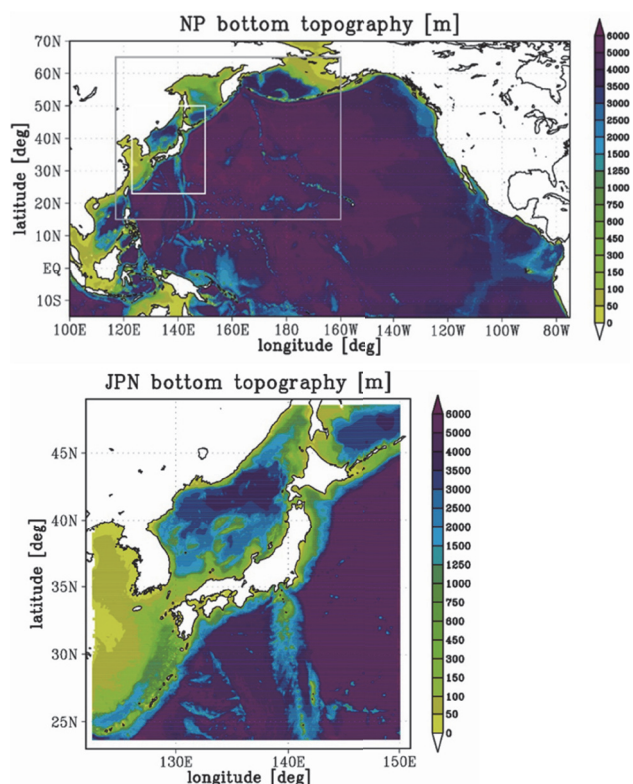 NP bottom topography [m]
70N
60N
50N
40N
30N
20N
10N
EQ
10S
latitude [deg]
100E 120E 140E 160E 180E 160W 140W 120W 100W 80W
longitude [deg]
6000
5000
4000
3500
3000
2500
2000
1500
1250
1000
750
600
450
300
150
100
50
0
JPN bottom topography [m]
45N
40N
35N
30N
25N
latitude [deg]
130E 140E 150E
longitude [deg]
6000
5000
4000
3500
3000
2500
2000
1500
1250
1000
750
600
450
300
150
100
50
0